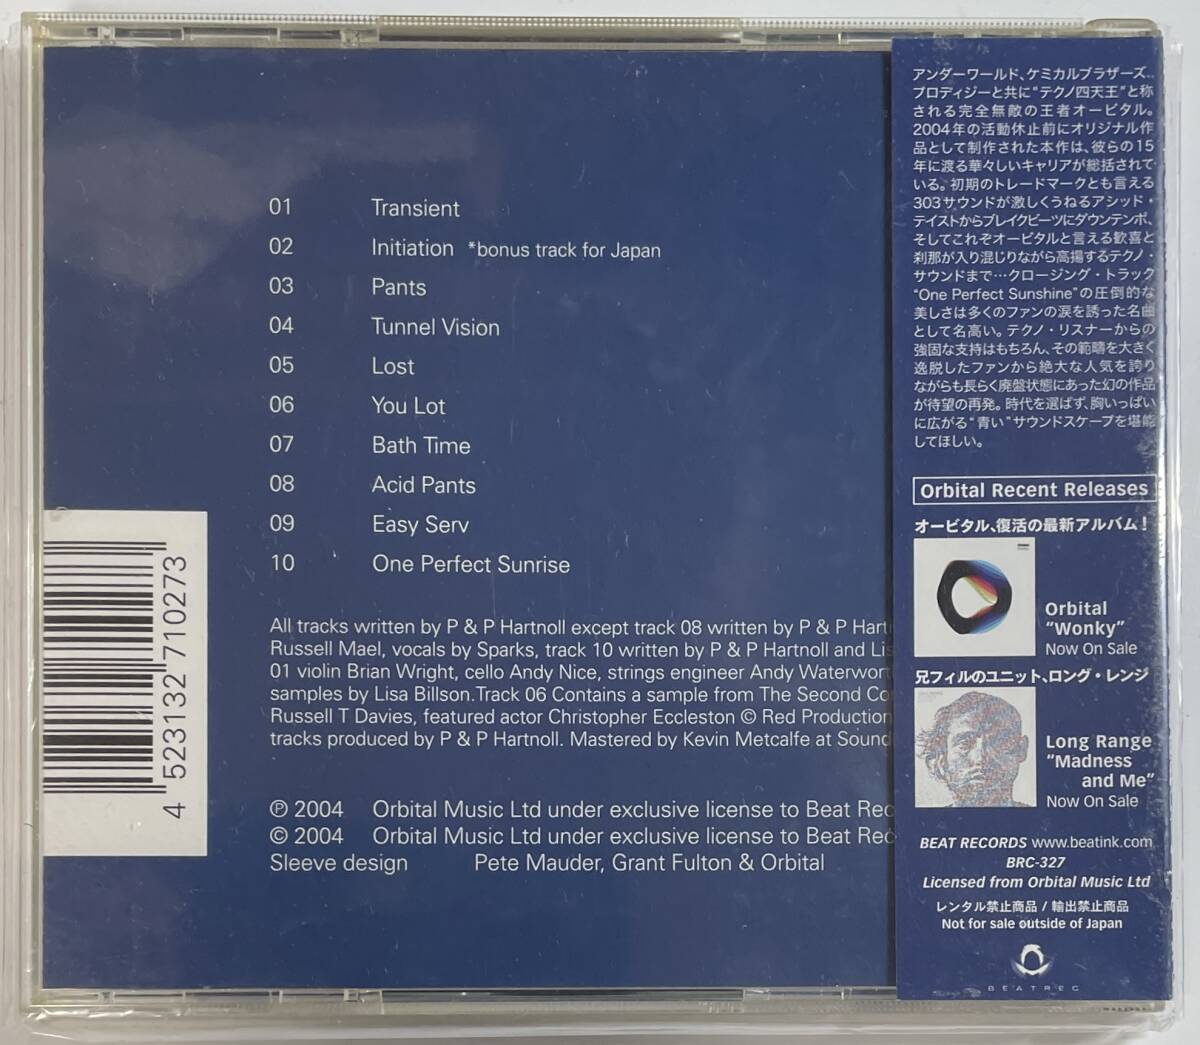 01 Transient
02 Initiation *bonus track for Japan
03 Pants
04 Tunnel Vision
05 Lost
06 You Lot
07 Bath Time
08 Acid Pants
09 Easy Serv
10 One Perfect Sunrise
All tracks written by P & P Hartnoll except track 08 written by P & P Hart
Russell Mael, vocals by Sparks, track 10 written by P & P Hartnoll and Lis
01 violin Brian Wright, cello Andy Nice, strings engineer Andy Waterwort
samples by Lisa Billson. Track 06 Contains a sample from The Second Co
Russell T Davies, featured actor Christopher Eccleston © Red Production
tracks produced by P & P Hartnoll. Mastered by Kevin Metcalfe at Sound
℗ 2004 Orbital Music Ltd under exclusive license to Beat Rec
© 2004 Orbital Music Ltd under exclusive license to Beat Rec
Sleeve design Pete Mauder, Grant Fulton & Orbital
4 523132 710273
アンダーワールド、ケミカルブラザーズ、
プロディジーと共に“テクノ四天王”と称
される完全無敵の王者オービタル。
2004年の活動休止前にオリジナル作
品として制作された本作は、彼らの15
年に渡る華々しいキャリアが総括されて
いる。初期のトレードマークとも言える
303サウンドが激しくうねるアシッド・
テイストからブレイクビーツにダウンテンポ、
そしてこれぞオービタルと言える歓喜と
刹那が入り混じりながら高揚するテクノ・
サウンドまで…クロージング・トラック
“One Perfect Sunshine”の圧倒的な
美しさは多くのファンの涙を誘った名曲
として名高い。テクノ・リスナーからの
強固な支持はもちろん、その範疇を大きく
逸脱したファンから絶大な人気を誇り
ながらも長らく廃盤状態にあった幻の作品
が待望の再発。時代を選ばず、胸いっぱい
に広がる“青い”サウンドスケープを堪能
してほしい。
Orbital Recent Releases
オービタル、復活の最新アルバム!
Orbital
“Wonky”
Now On Sale
兄フィルのユニット、ロング・レンジ
Long Range
“Madness
and Me”
Now On Sale
BEAT RECORDS www.beatink.com
BRC-327
Licensed from Orbital Music Ltd
レンタル禁止商品 / 輸出禁止商品
Not for sale outside of Japan
BEATREC